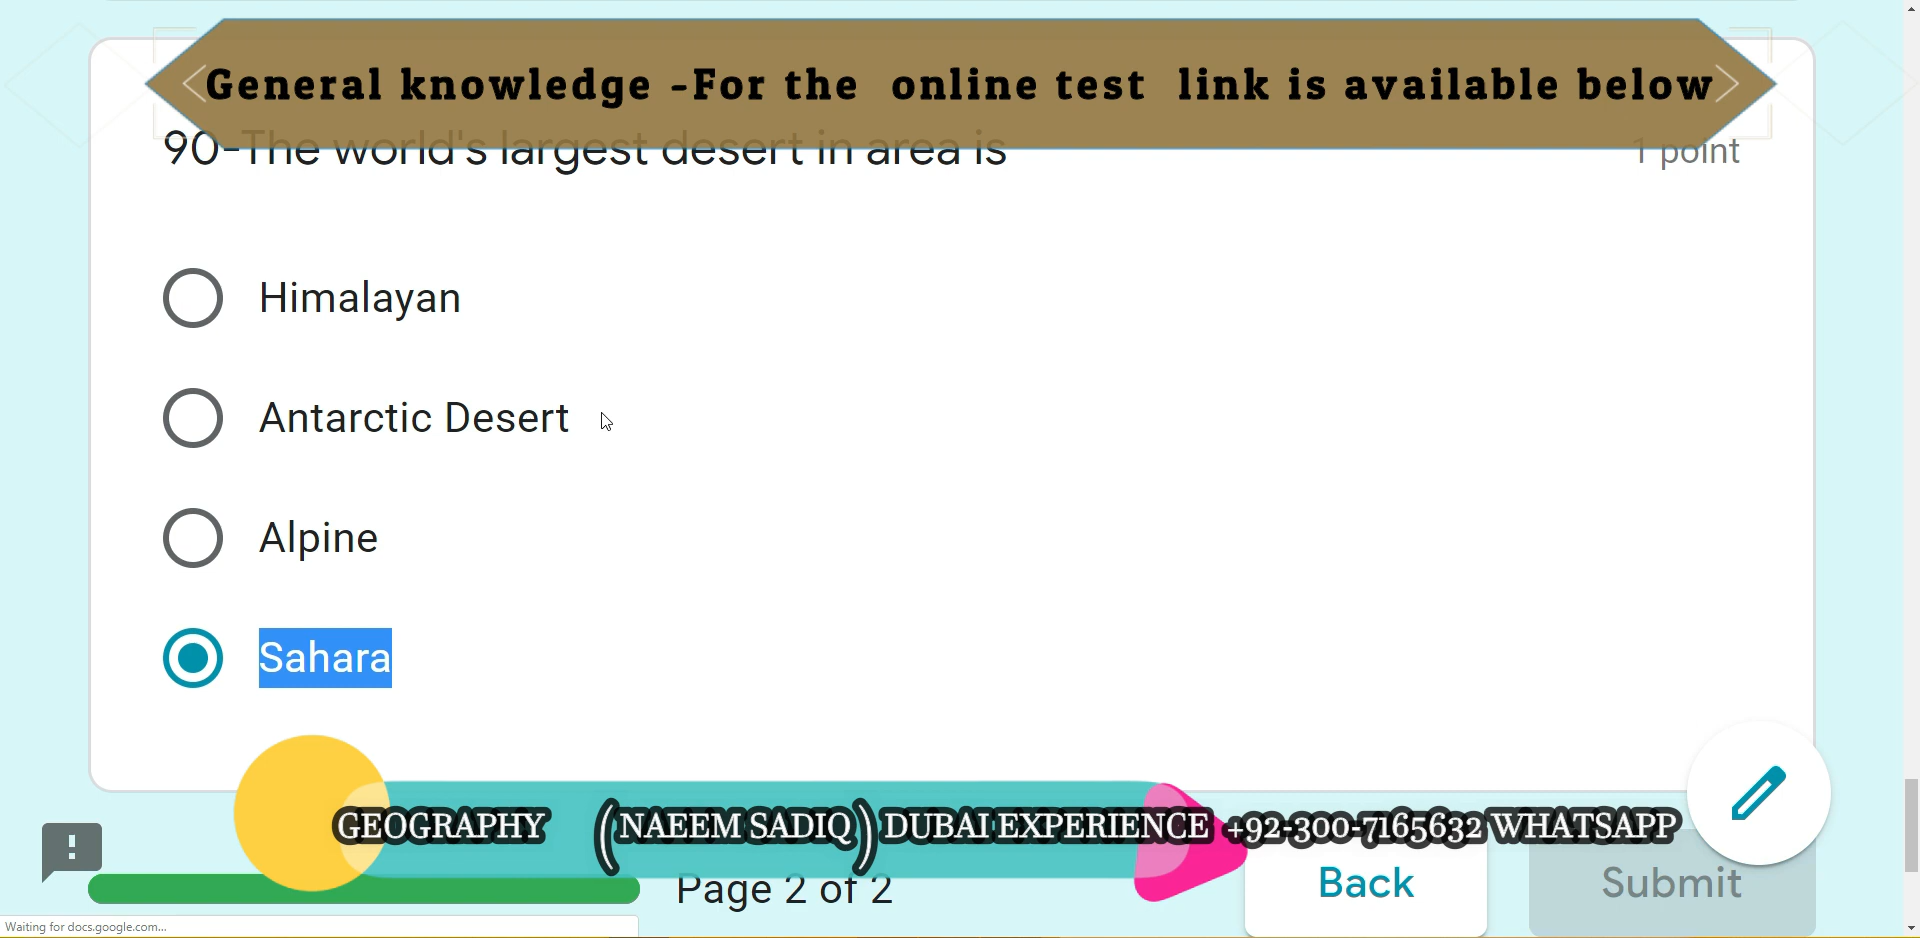 General knowledge -For the online test link is available below
90-The world's largest desert in area is
1 point
Himalayan
Antarctic Desert
Alpine
Sahara
GEOGRAPHY (NAEEM SADIQ) DUBAI EXPERIENCE +92-300-7165632 WHATSAPP
Page 2 of 2
Back
Submit
Waiting for docs.google.com...